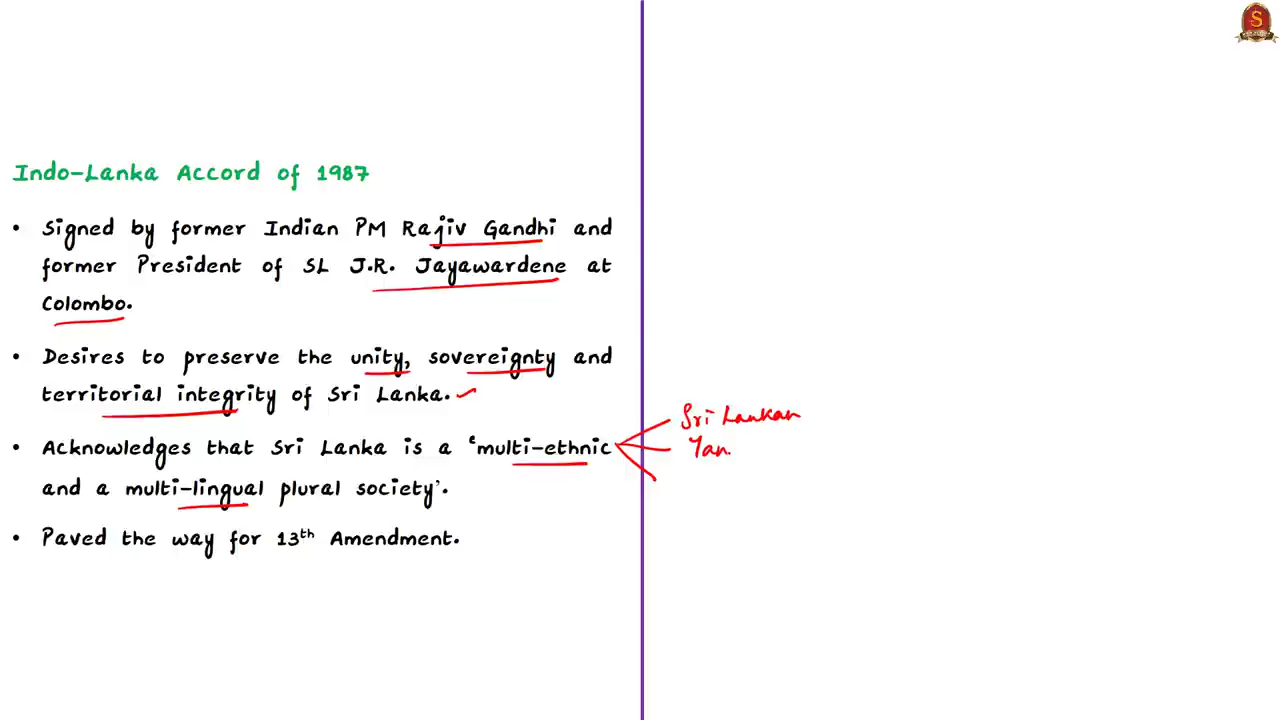 Indo-Lanka Accord of 1987
• Signed by former Indian PM Rajiv Gandhi and
former President of SL J.R. Jayawardene at
Colombo.
• Desires to preserve the unity, sovereignty and
territorial integrity of Sri Lanka.
• Acknowledges that Sri Lanka is a ‘multi-ethnic
and a multi-lingual plural society’.
• Paved the way for 13th Amendment.
Sri Lankan
S